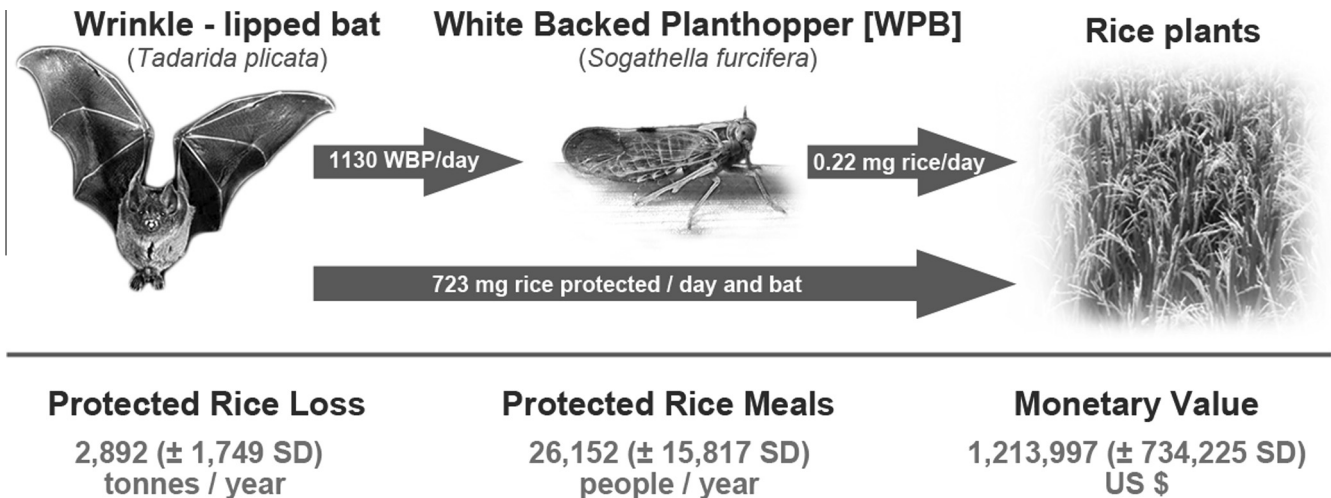 Wrinkle - lipped bat
(Tadarida plicata)
White Backed Planthopper [WPB]
(Sogathella furcifera)
Rice plants
1130 WBP/day
0.22 mg rice/day
723 mg rice protected / day and bat
Protected Rice Loss
2,892 (± 1,749 SD)
tonnes / year
Protected Rice Meals
26,152 (± 15,817 SD)
people / year
Monetary Value
1,213,997 (± 734,225 SD)
US $